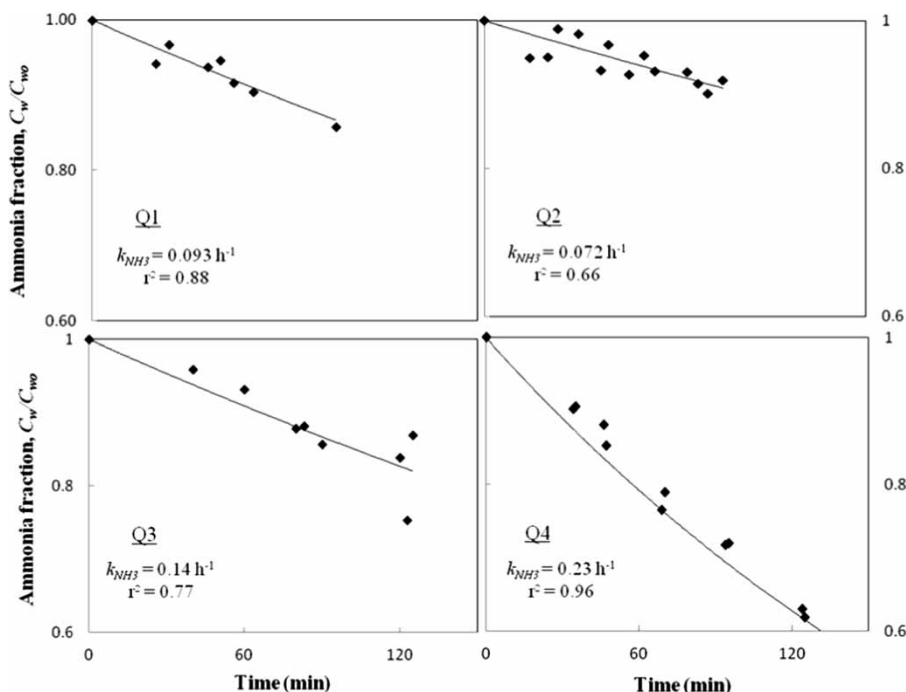 Ammonia fraction, Cw/Cwo
1.00
0.80
0.60
Q1
kNH3 = 0.093 h-1
r2 = 0.88
1
0.8
0.6
Q2
kNH3 = 0.072 h-1
r2 = 0.66
Ammonia fraction, Cw/Cwo
1
0.8
0.6
Q3
kNH3 = 0.14 h-1
r2 = 0.77
0
60
120
Time (min)
1
0.8
0.6
Q4
kNH3 = 0.23 h-1
r2 = 0.96
0
60
120
Time (min)